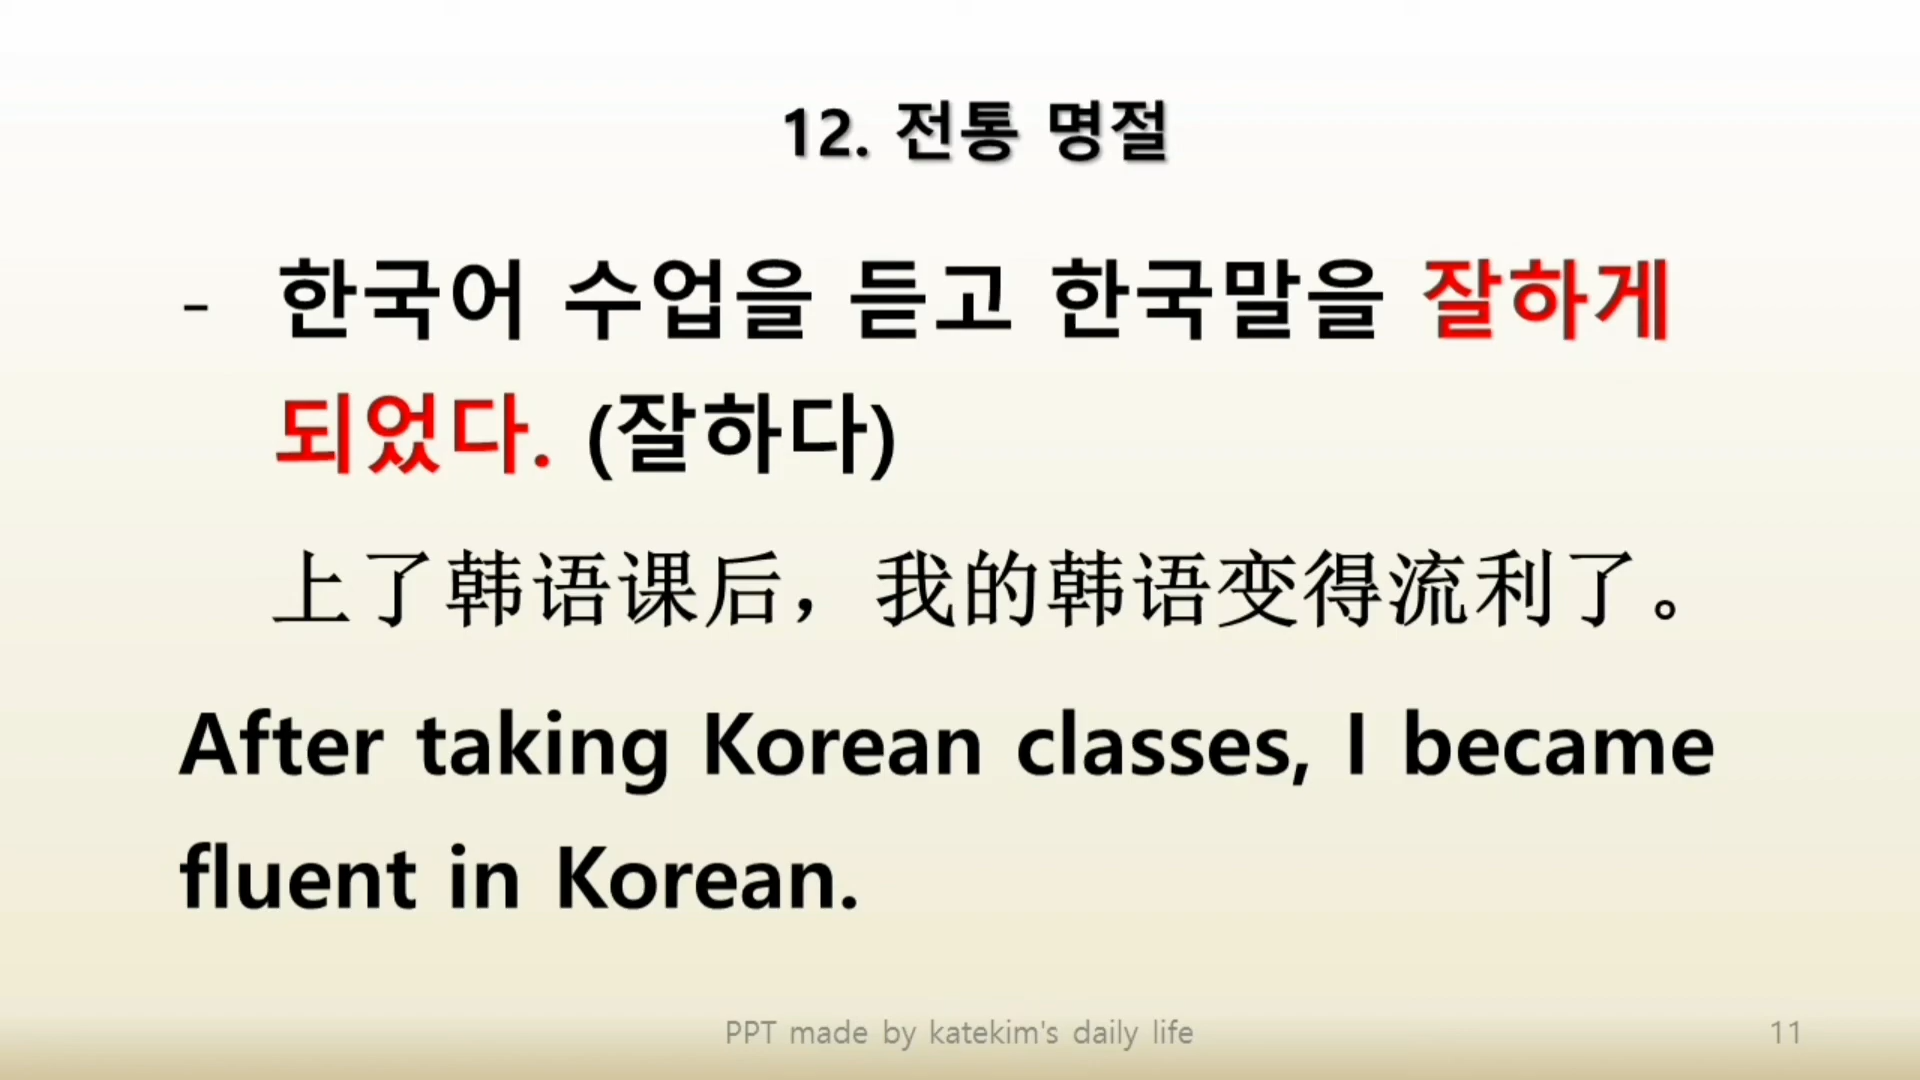 12. 전통 명절
- 한국어 수업을 듣고 한국말을 잘하게
되었다. (잘하다)
上了韩语课后，我的韩语变得流利了。
After taking Korean classes, I became
fluent in Korean.
PPT made by katekim's daily life
11